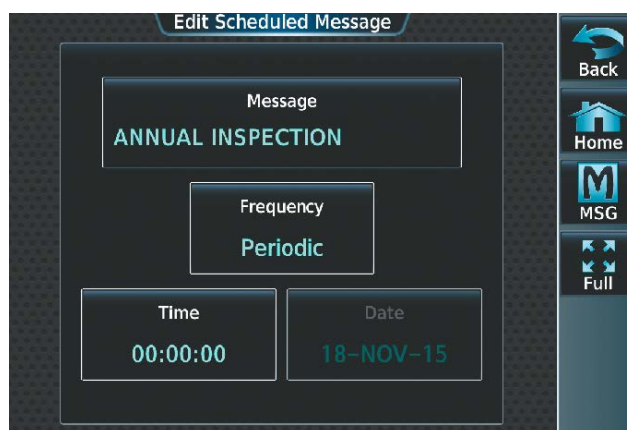 Edit Scheduled Message
Back
Message
ANNUAL INSPECTION
Home
Frequency
Periodic
MSG
Full
Time
00:00:00
Date
18-NOV-15